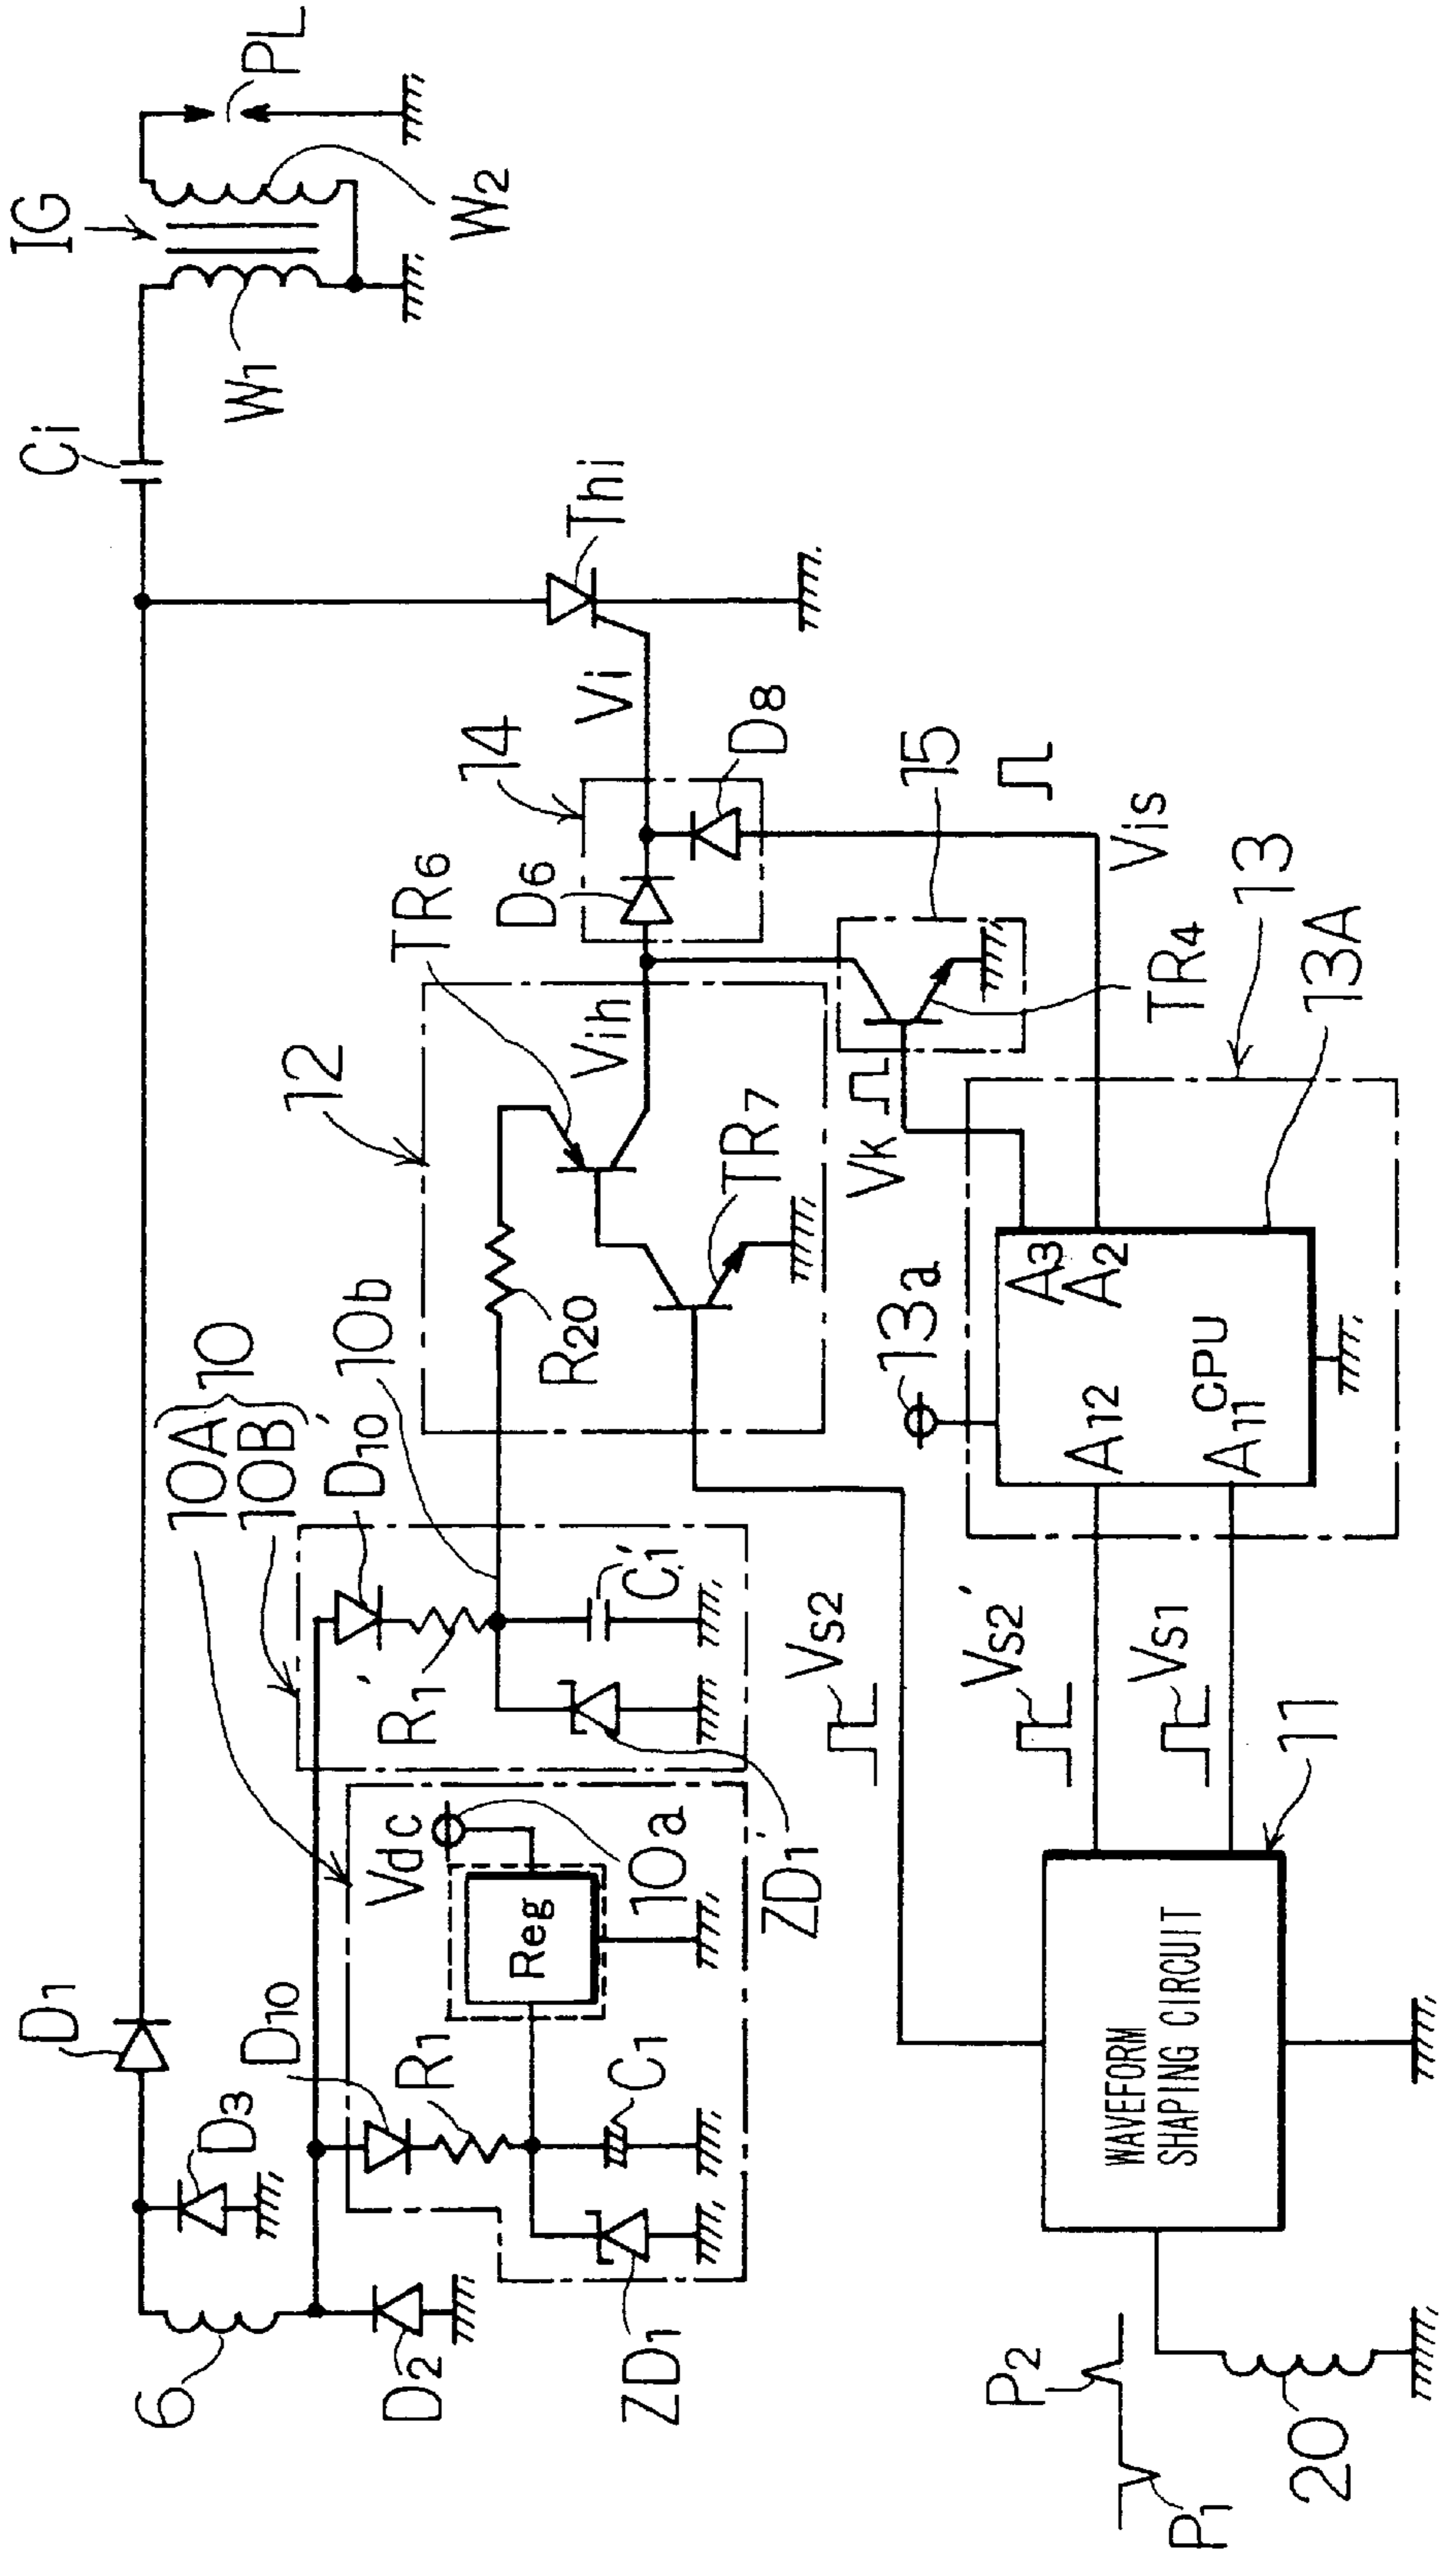 IG
PL
W2
W1
Ci
Thi
Vi
14
D8
D6
15
Vis
TR6
Vih
12
TR4
13
13A
TR7
Vk
R20
10b
10
10A
10B
D10'
13a
A3
A2
A12
A11
CPU
R1'
C1'
ZD1'
Vs2
Vs2'
Vs1
11
Vdc
10a
Reg
D1
D3
D10
R1
C1
ZD1
D2
6
WAVEFORM
SHAPING CIRCUIT
P2
P1
20